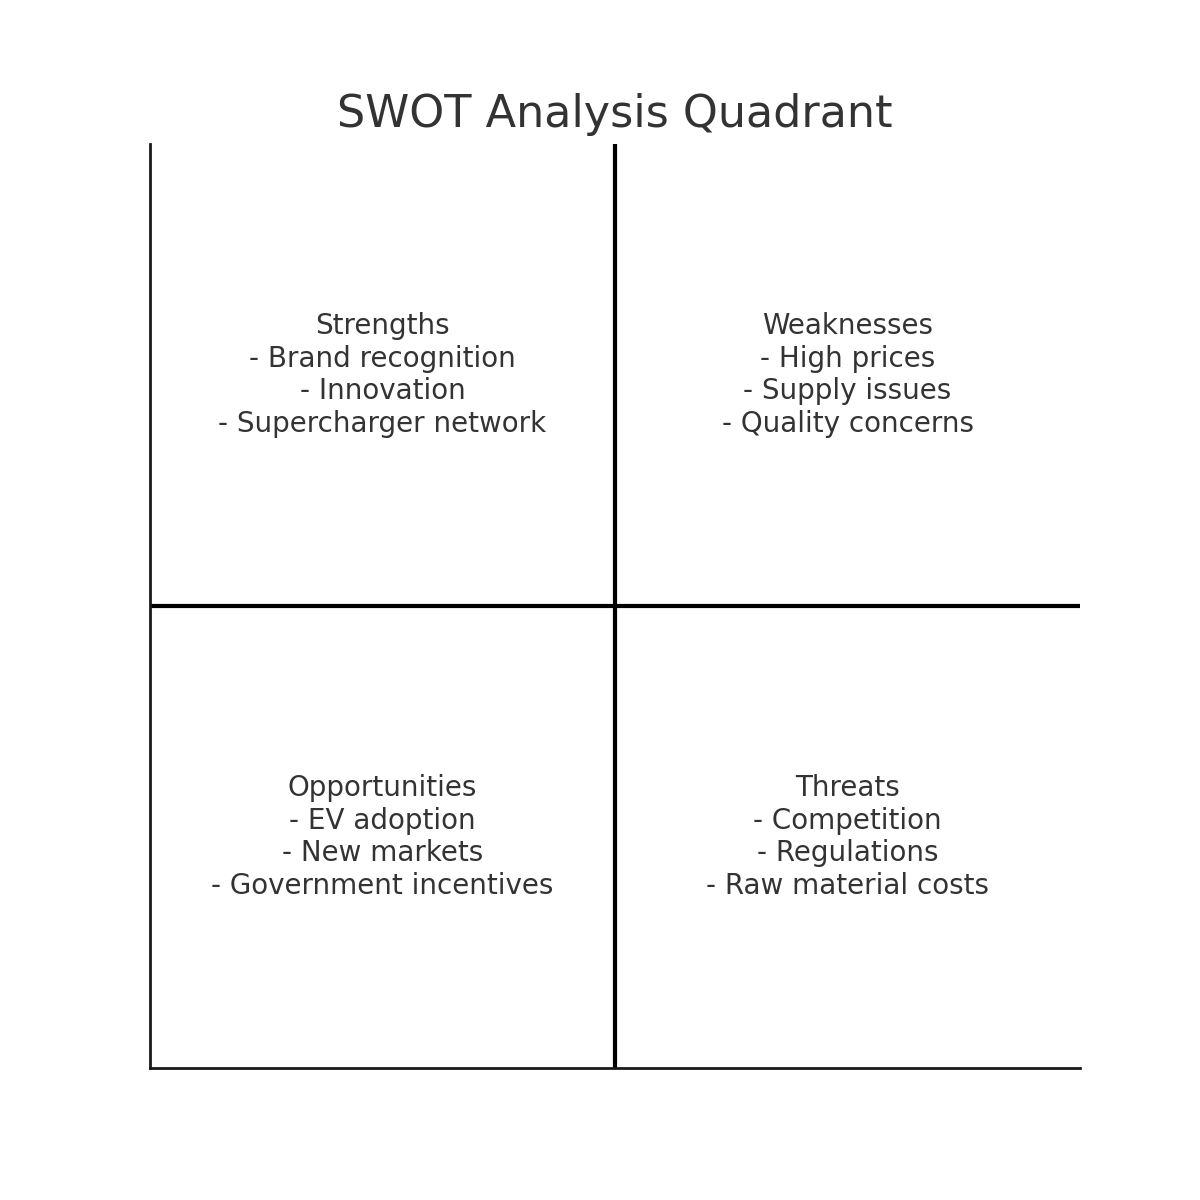 SWOT Analysis Quadrant
Strengths
- Brand recognition
- Innovation
- Supercharger network
Weaknesses
- High prices
- Supply issues
- Quality concerns
Opportunities
- EV adoption
- New markets
- Government incentives
Threats
- Competition
- Regulations
- Raw material costs